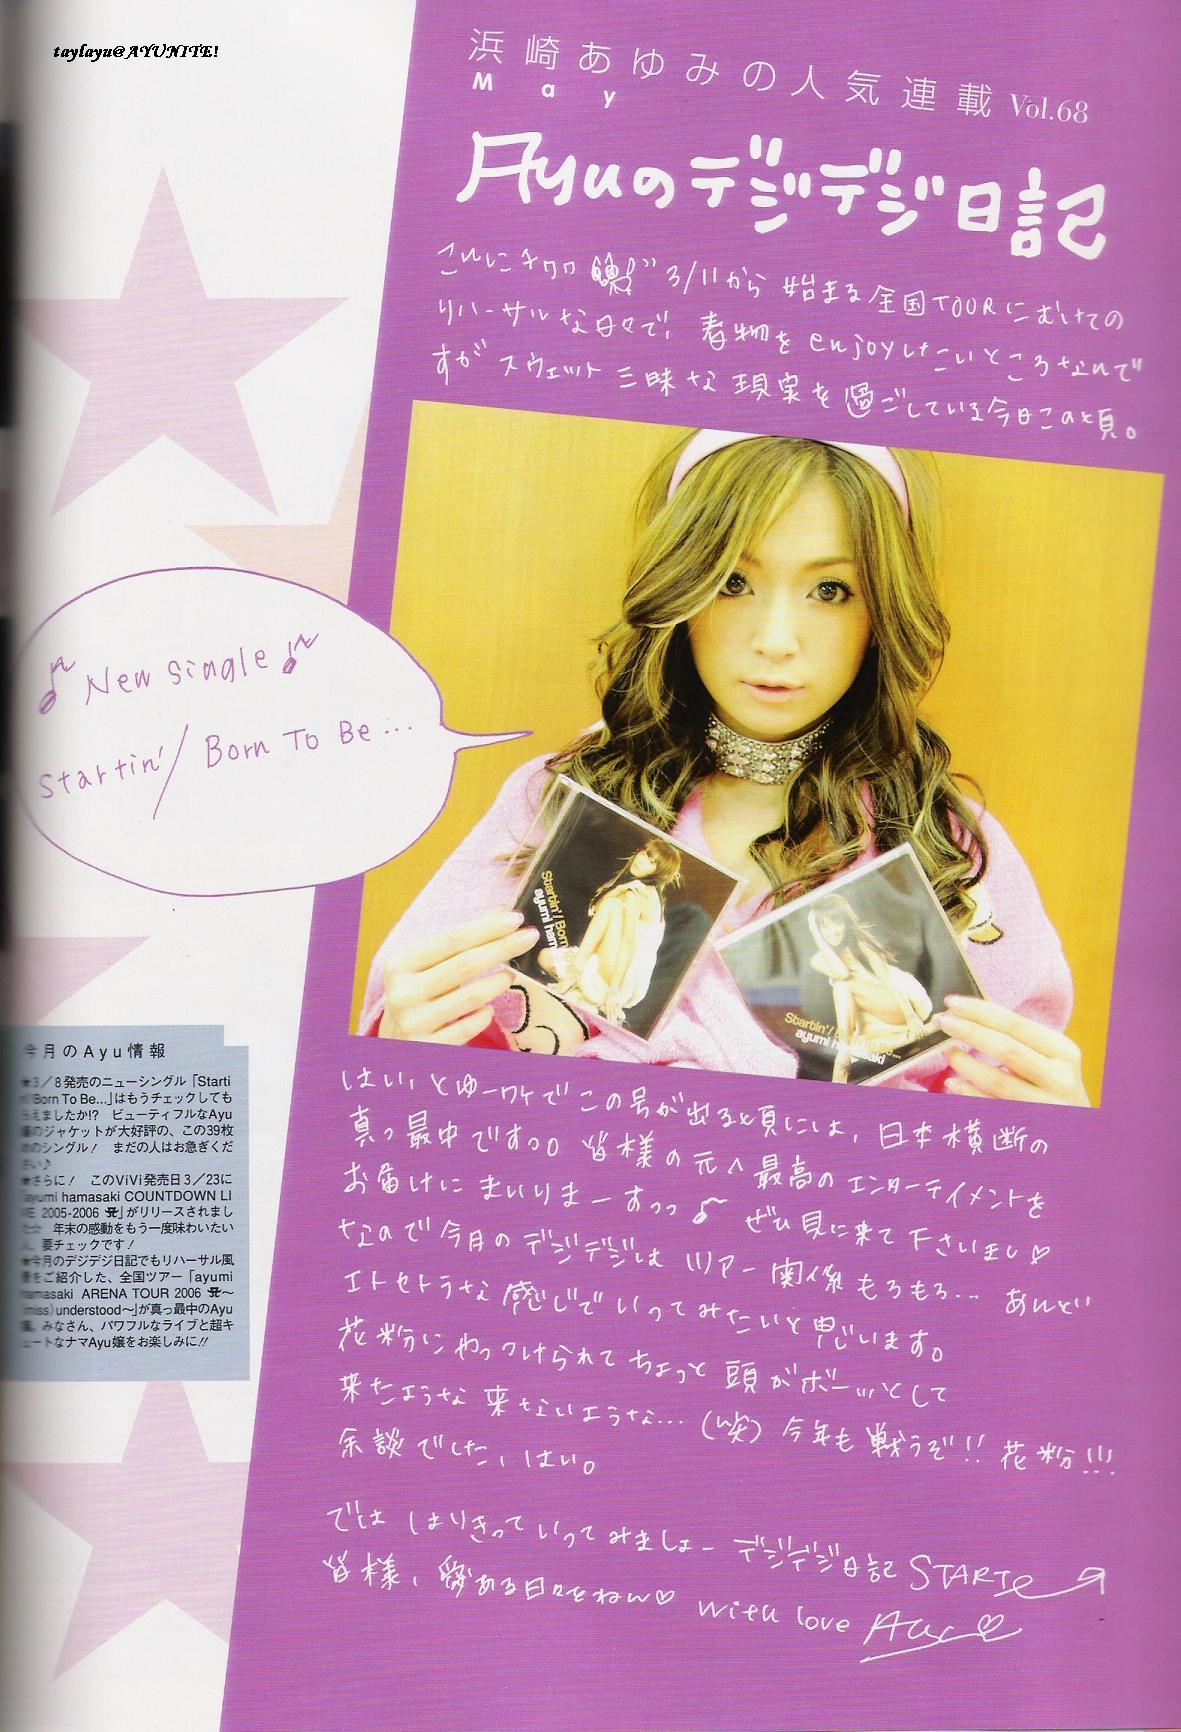 taylayu@AYUNITE!
浜崎あゆみの人気連載 Vol.68
May
Ayuのデジデジ日記
こんにチワワ 3/11から始まる全国TOURにむけての
リハーサルな日々で、春物をenjoyしたいところなんで
すがスウェット三昧な現実を過ごしている今日この頃。
♪ New Single ♪
Startin'/Born To Be...
Startin'/Born
ayumi ham
Startin'/Born To Be...
ayumi hamasaki
はい、とゆーワケでこの号が出ると頃には、日本横断の
真っ最中ですっ。皆様の元へ最高のエンターテイメントを
お届けにまいりまーすっっ♪ ぜひ見に来て下さいまし♡
なので今月のデジデジはツアー関係もろもろ... あんど
エトセトラな感じでいってみたいと思います。
花粉にやっつけられてちょっと頭がボーッとして
来たような来ないような...(笑)今年も戦うぞ!! 花粉!!!
余談でした、はい。
では はりきっていってみましょー デジデジ日記 START
皆様、愛ある日々をねん♡ with love Ayu♡
今月のAyu情報
★3/8発売のニューシングル「Starti
n'/Born To Be...」はもうチェックしても
らえましたか!? ビューティフルなAyu
のジャケットが大好評の、この39枚
のシングル! まだの人はお急ぎくだ
さい♪
★さらに! このViVi発売日3/23に
「ayumi hamasaki COUNTDOWN LI
VE 2005-2006 A」がリリースされまし
た☆ 年末の感動をもう一度味わいたい
人、要チェックです!
★今月のデジデジ日記でもリハーサル風
景をご紹介した、全国ツアー「ayumi
hamasaki ARENA TOUR 2006 A〜
(miss)understood〜」が真っ最中のAyu
嬢。みなさん、パワフルなライブと超キ
ュートなナマAyu嬢をお楽しみに!!